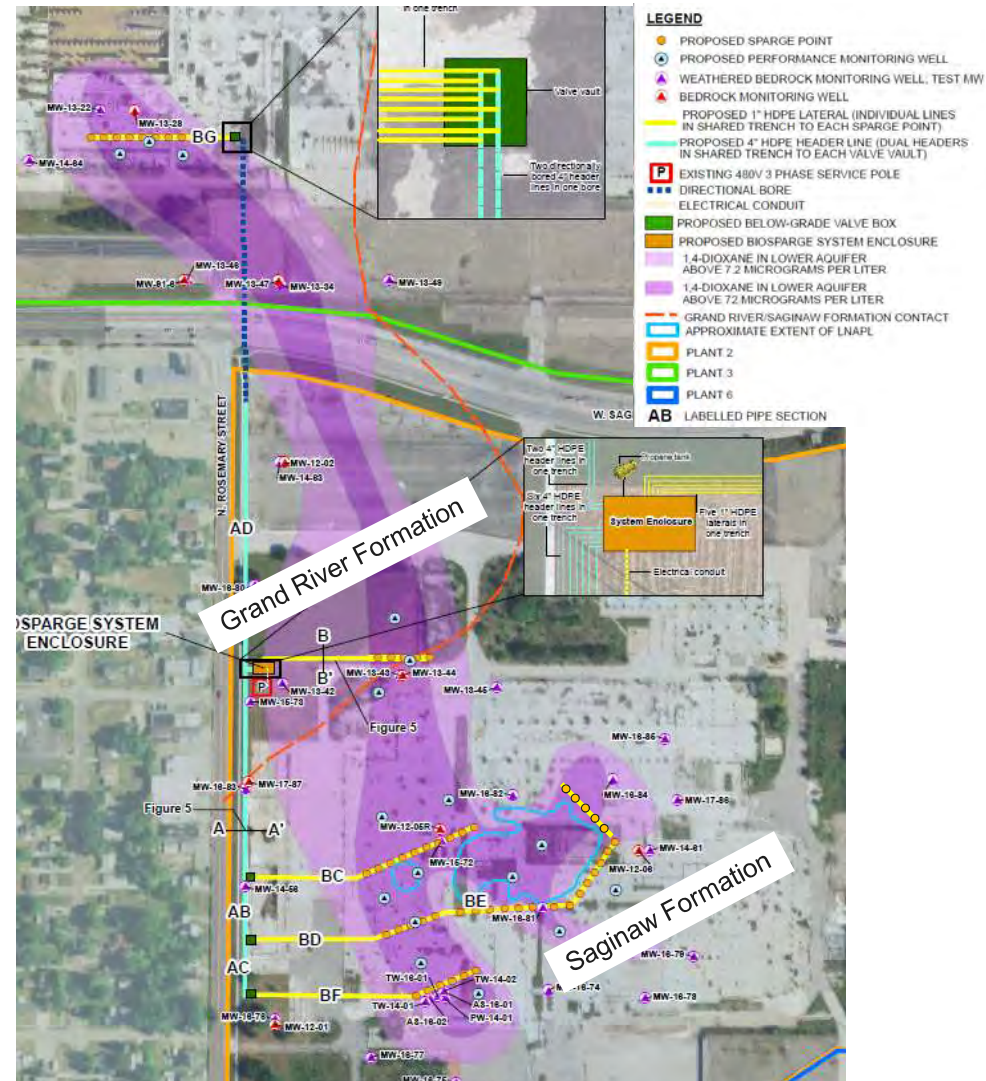 in one trench
Valve vault
Two directionally
bored 4" header
lines in one bore
LEGEND
PROPOSED SPARGE POINT
PROPOSED PERFORMANCE MONITORING WELL
WEATHERED BEDROCK MONITORING WELL, TEST MW
BEDROCK MONITORING WELL
PROPOSED 1" HDPE LATERAL (INDIVIDUAL LINES
IN SHARED TRENCH TO EACH SPARGE POINT)
PROPOSED 4" HDPE HEADER LINE (DUAL HEADERS
IN SHARED TRENCH TO EACH VALVE VAULT)
P EXISTING 480V 3 PHASE SERVICE POLE
DIRECTIONAL BORE
ELECTRICAL CONDUIT
PROPOSED BELOW-GRADE VALVE BOX
PROPOSED BIOSPARGE SYSTEM ENCLOSURE
1,4-DIOXANE IN LOWER AQUIFER
ABOVE 7.2 MICROGRAMS PER LITER
1,4-DIOXANE IN LOWER AQUIFER
ABOVE 72 MICROGRAMS PER LITER
GRAND RIVER/SAGINAW FORMATION CONTACT
APPROXIMATE EXTENT OF LNAPL
PLANT 2
PLANT 3
PLANT 6
AB LABELLED PIPE SECTION
MW-13-22
MW-13-28
BG
MW-14-64
MW-13-46
MW-91-6
MW-13-47
MW-13-34
MW-13-49
W. SAG
N. ROSEMARY STREET
MW-12-02
MW-14-63
Two 4" HDPE
header lines in
one trench
Propane tank
Six 4" HDPE
header lines in
one trench
System Enclosure
Five 1" HDPE
laterals in
one trench
Electrical conduit
AD
Grand River Formation
MW-16-80
OSPARGE SYSTEM
ENCLOSURE
B
B'
P
MW-13-42
MW-15-73
MW-13-43
MW-13-44
MW-13-45
Figure 5
MW-16-85
MW-16-83
MW-17-87
MW-16-82
MW-16-84
MW-17-86
Figure 5
A
A'
MW-12-05R
MW-15-72
MW-14-61
MW-12-06
BC
MW-14-56
BE
MW-16-81
AB
BD
Saginaw Formation
AC
MW-16-79
TW-16-01
TW-14-02
BF
TW-14-01
AS-16-01
AS-16-02
PW-14-01
MW-16-74
MW-16-78
MW-16-76
MW-12-01
MW-16-77
MW-16-75